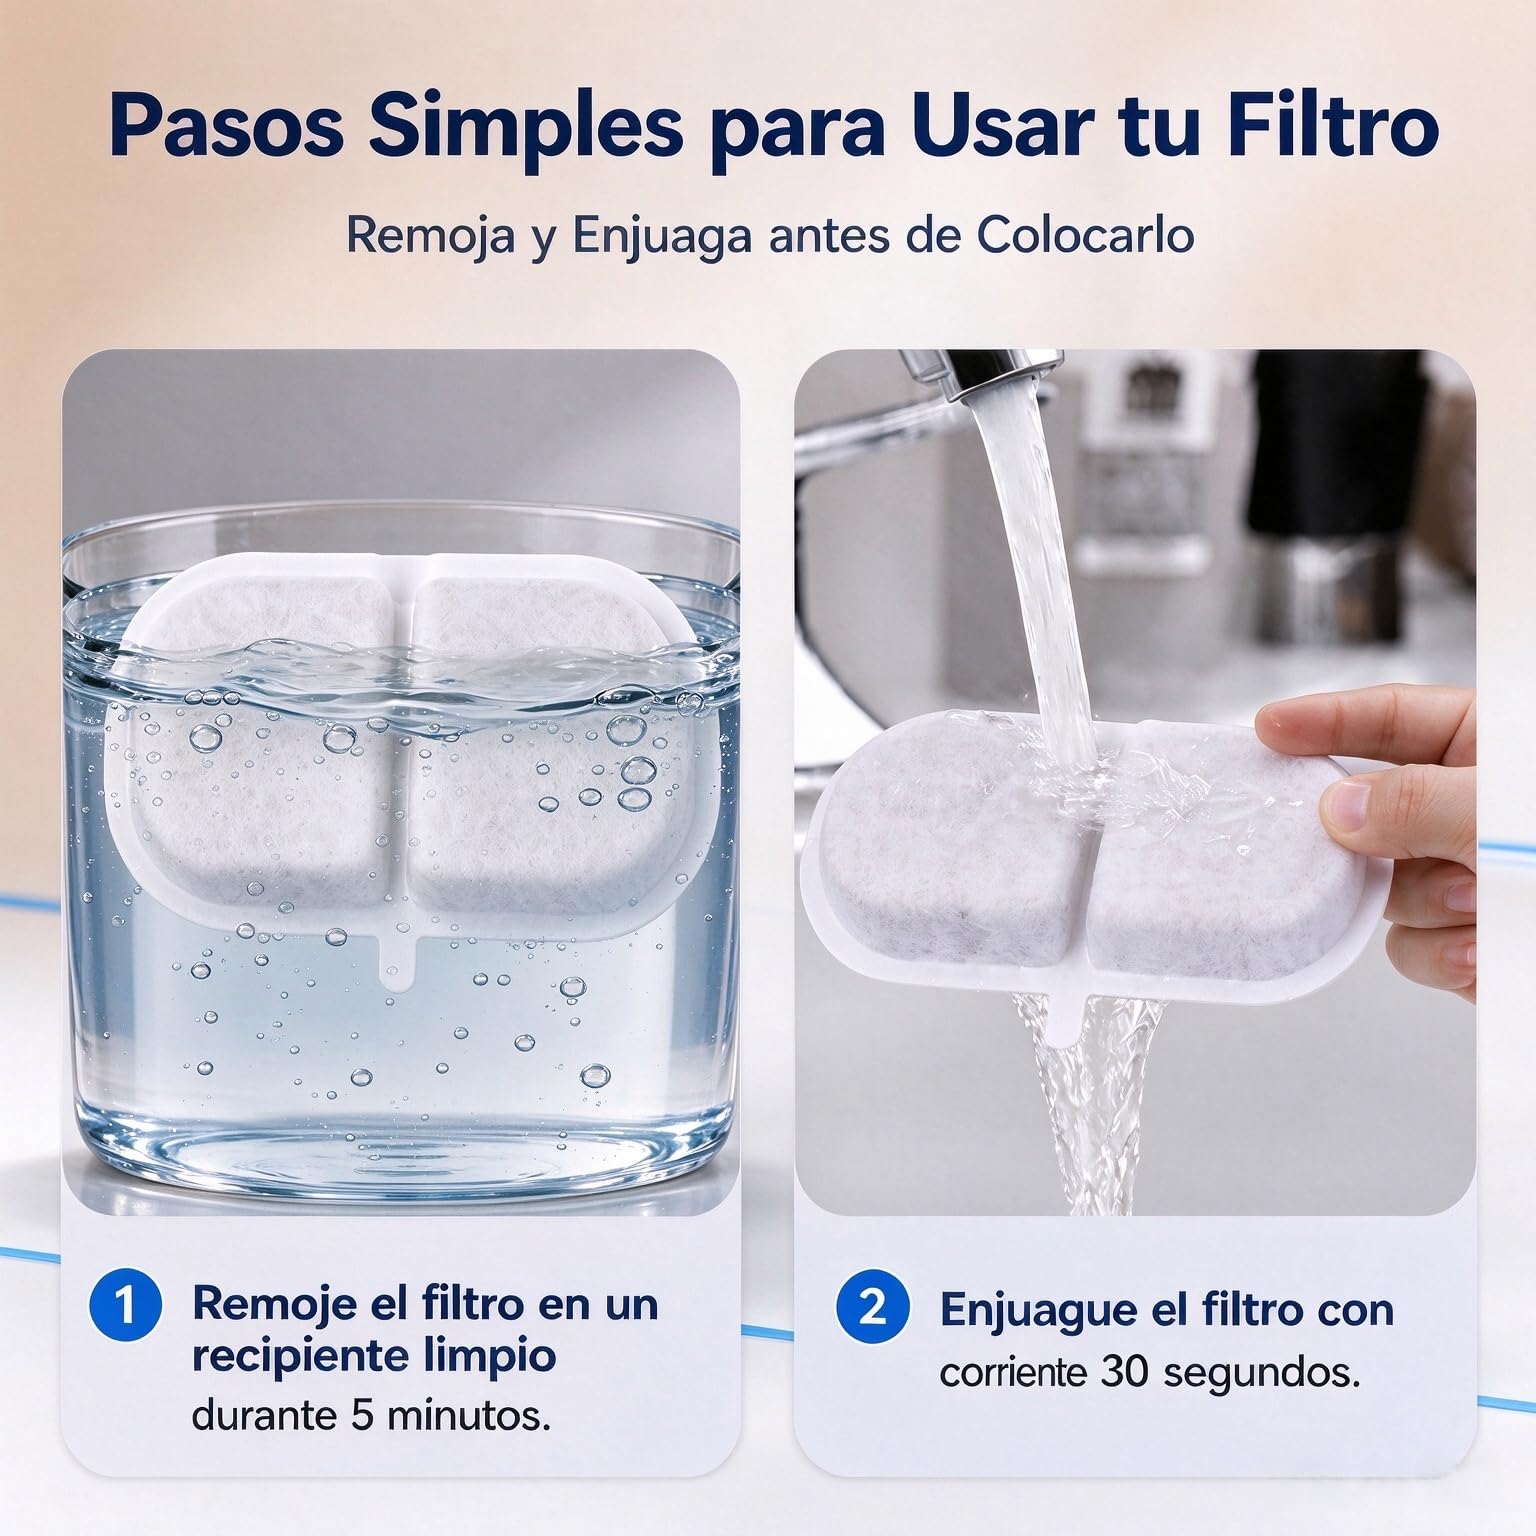 Pasos Simples para Usar tu Filtro
Remoja y Enjuaga antes de Colocarlo
1
Remoje el filtro en un
recipiente limpio
durante 5 minutos.
2
Enjuague el filtro con
corriente 30 segundos.